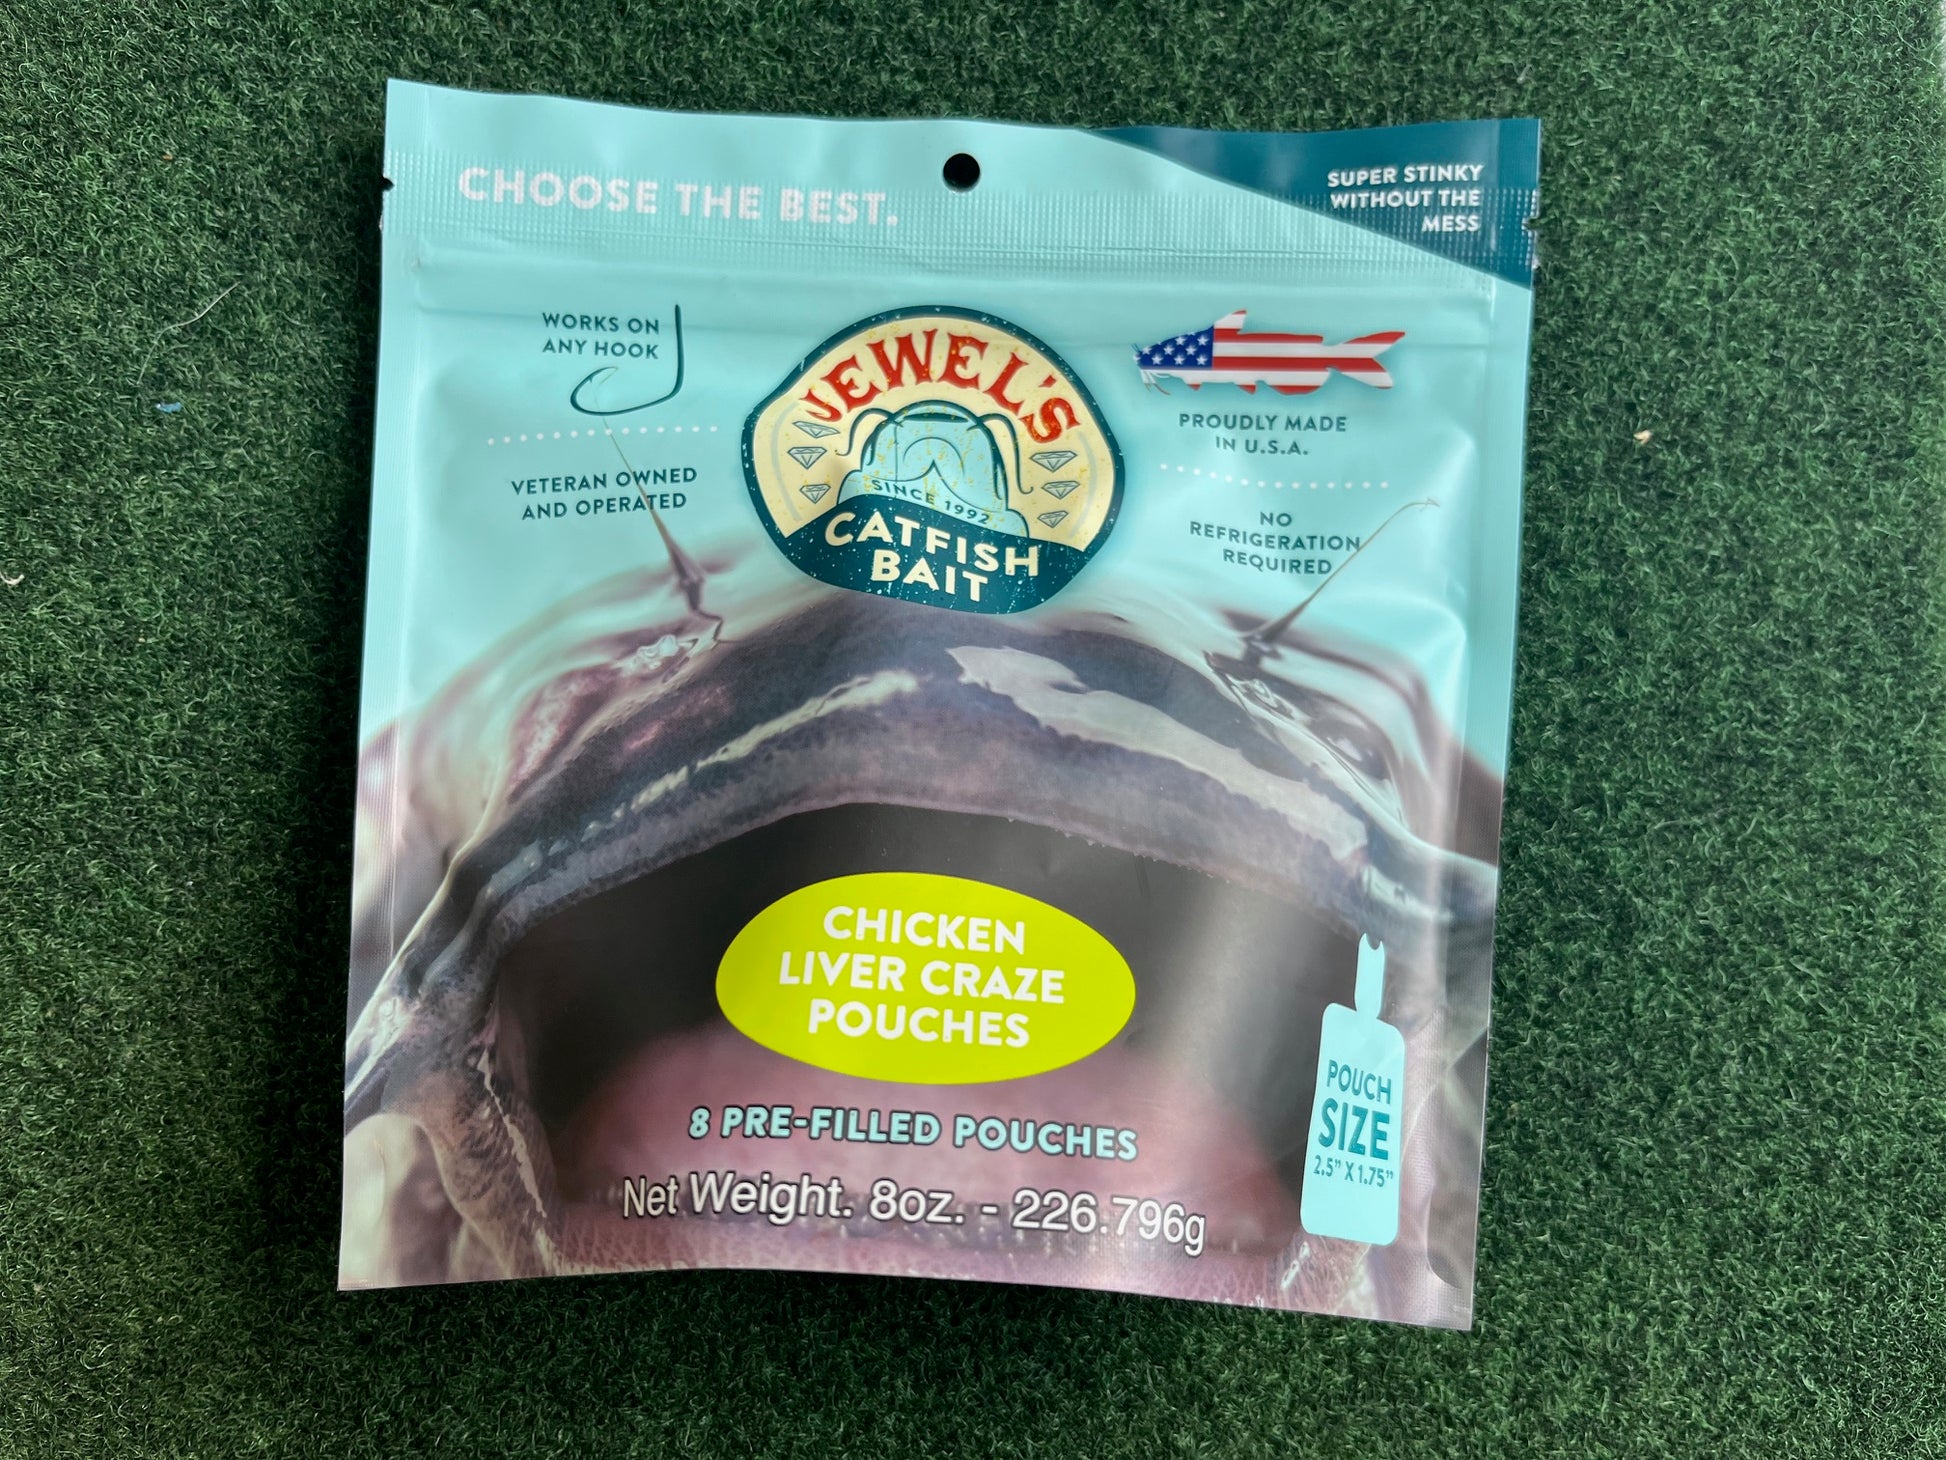 CHOOSE THE BEST.
SUPER STINKY
WITHOUT THE
MESS
WORKS ON
ANY HOOK
VETERAN OWNED
AND OPERATED
JEWEL'S
SINCE 1992
CATFISH
BAIT
PROUDLY MADE
IN U.S.A.
NO
REFRIGERATION
REQUIRED
CHICKEN
LIVER CRAZE
POUCHES
8 PRE-FILLED POUCHES
Net Weight. 8oz. - 226.796g
POUCH
SIZE
2.5" X 1.75"